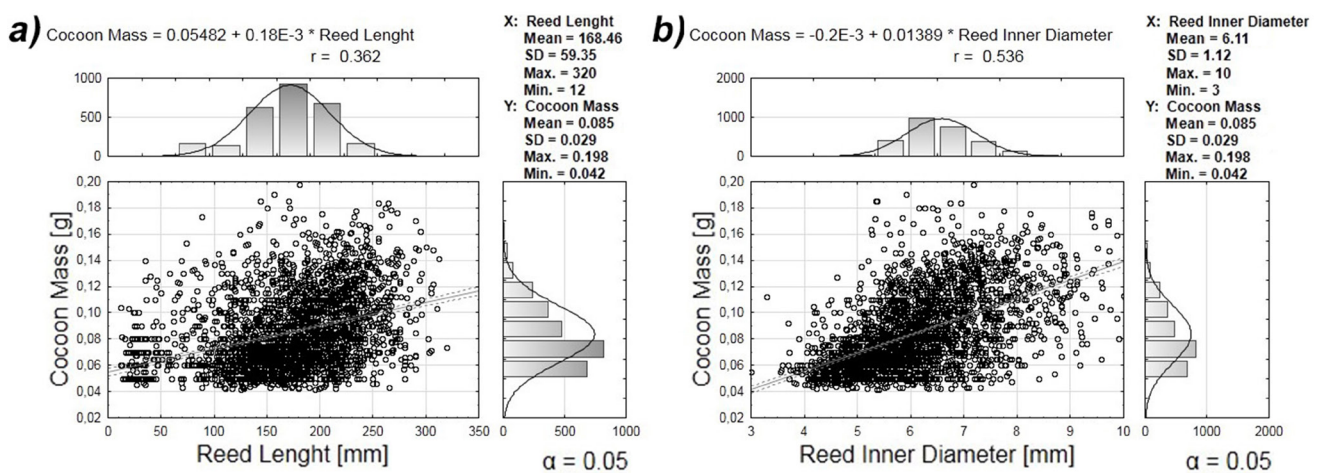 a) Cocoon Mass = 0.05482 + 0.18E-3 * Reed Lenght
r = 0.362
X: Reed Lenght
Mean = 168.46
SD = 59.35
Max. = 320
Min. = 12
Y: Cocoon Mass
Mean = 0.085
SD = 0.029
Max. = 0.198
Min. = 0.042
1000
500
0
0,20
0,18
0,16
0,14
0,12
0,10
0,08
0,06
0,04
0,02
Cocoon Mass [g]
0 50 100 150 200 250 300 350
Reed Lenght [mm]
0 500 1000
α = 0.05
b) Cocoon Mass = -0.2E-3 + 0.01389 * Reed Inner Diameter
r = 0.536
X: Reed Inner Diameter
Mean = 6.11
SD = 1.12
Max. = 10
Min. = 3
Y: Cocoon Mass
Mean = 0.085
SD = 0.029
Max. = 0.198
Min. = 0.042
2000
1000
0
0,20
0,18
0,16
0,14
0,12
0,10
0,08
0,06
0,04
0,02
Cocoon Mass [g]
3 4 5 6 7 8 9 10
Reed Inner Diameter [mm]
0 1000 2000
α = 0.05